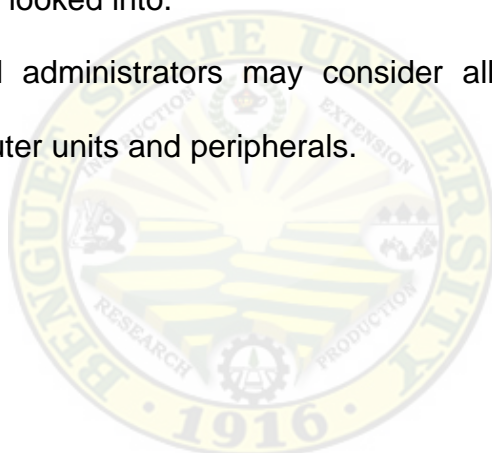 looked into.
administrators may consider all
uter units and peripherals.
BENGUET STATE UNIVERSITY
INSTRUCTION
EXTENSION
RESEARCH
PRODUCTION
· 1916 ·